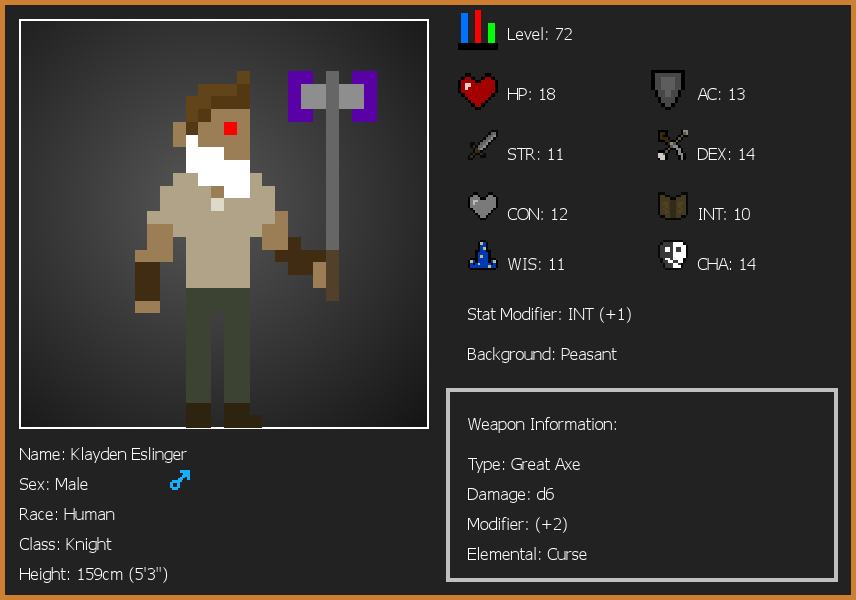 Level: 72
HP: 18
AC: 13
STR: 11
DEX: 14
CON: 12
INT: 10
WIS: 11
CHA: 14
Stat Modifier: INT (+1)
Background: Peasant
Weapon Information:
Type: Great Axe
Damage: d6
Modifier: (+2)
Elemental: Curse
Name: Klayden Eslinger
Sex: Male
Race: Human
Class: Knight
Height: 159cm (5'3")